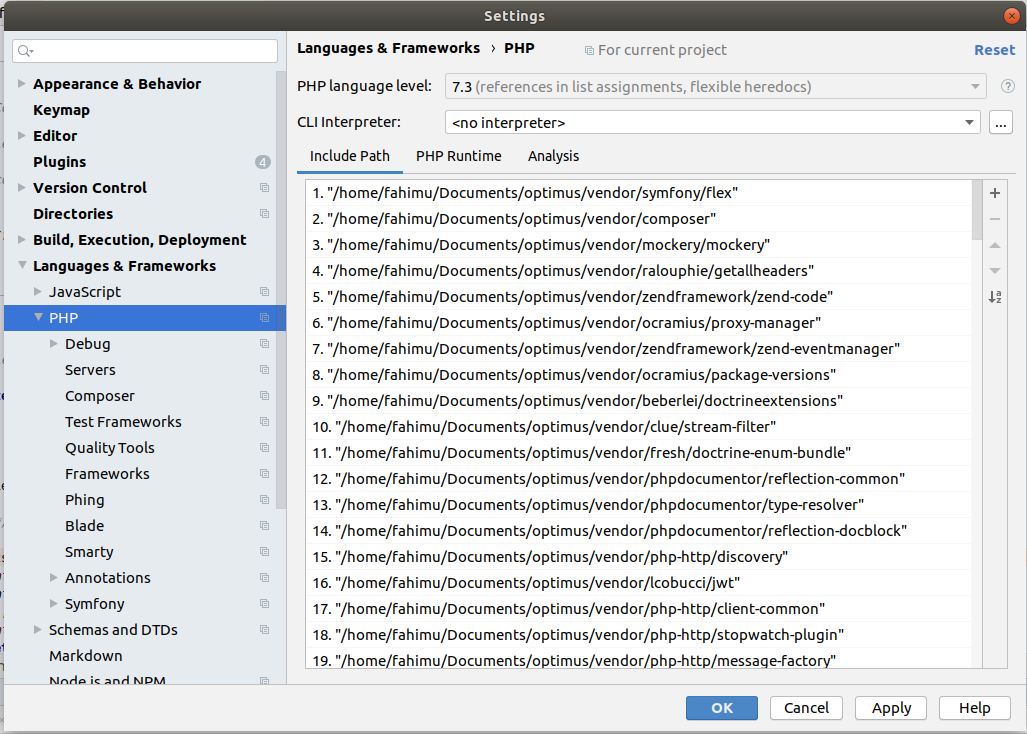 Settings
Appearance & Behavior
Keymap
Editor
Plugins 4
Version Control
Directories
Build, Execution, Deployment
Languages & Frameworks
JavaScript
PHP
Debug
Servers
Composer
Test Frameworks
Quality Tools
Frameworks
Phing
Blade
Smarty
Annotations
Symfony
Schemas and DTDs
Markdown
Node.js and NPM
Languages & Frameworks › PHP For current project Reset
PHP language level: 7.3 (references in list assignments, flexible heredocs) ?
CLI Interpreter: <no interpreter> ...
Include Path PHP Runtime Analysis
1. "/home/fahimu/Documents/optimus/vendor/symfony/flex"
2. "/home/fahimu/Documents/optimus/vendor/composer"
3. "/home/fahimu/Documents/optimus/vendor/mockery/mockery"
4. "/home/fahimu/Documents/optimus/vendor/ralouphie/getallheaders"
5. "/home/fahimu/Documents/optimus/vendor/zendframework/zend-code"
6. "/home/fahimu/Documents/optimus/vendor/ocramius/proxy-manager"
7. "/home/fahimu/Documents/optimus/vendor/zendframework/zend-eventmanager"
8. "/home/fahimu/Documents/optimus/vendor/ocramius/package-versions"
9. "/home/fahimu/Documents/optimus/vendor/beberlei/doctrineextensions"
10. "/home/fahimu/Documents/optimus/vendor/clue/stream-filter"
11. "/home/fahimu/Documents/optimus/vendor/fresh/doctrine-enum-bundle"
12. "/home/fahimu/Documents/optimus/vendor/phpdocumentor/reflection-common"
13. "/home/fahimu/Documents/optimus/vendor/phpdocumentor/type-resolver"
14. "/home/fahimu/Documents/optimus/vendor/phpdocumentor/reflection-docblock"
15. "/home/fahimu/Documents/optimus/vendor/php-http/discovery"
16. "/home/fahimu/Documents/optimus/vendor/lcobucci/jwt"
17. "/home/fahimu/Documents/optimus/vendor/php-http/client-common"
18. "/home/fahimu/Documents/optimus/vendor/php-http/stopwatch-plugin"
19. "/home/fahimu/Documents/optimus/vendor/php-http/message-factory"
OK Cancel Apply Help